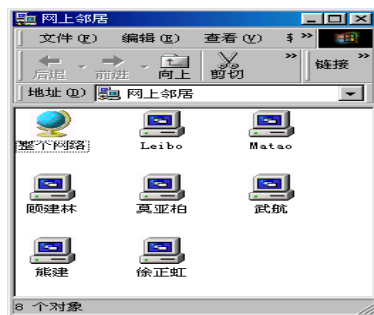 网上邻居
文件(F) 编辑(E) 查看(V) »
后退 前进 向上 剪切 » 链接 »
地址(D) 网上邻居
整个网络 Leibo Matao
顾建林 莫亚柏 武航
熊建 徐正虹
8 个对象